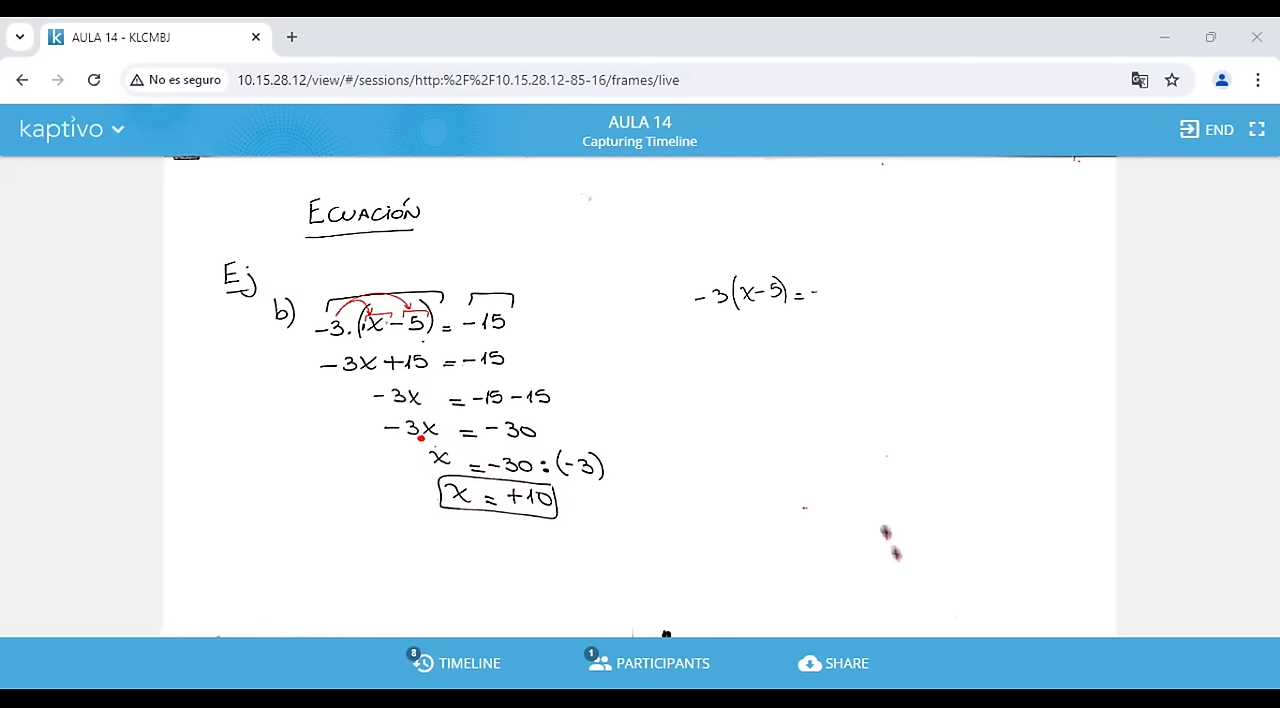 AULA 14 - KLCMBJ
No es seguro
10.15.28.12/view/#/sessions/http:%2F%2F10.15.28.12-85-16/frames/live
kaptivo
AULA 14
Capturing Timeline
END
ECUACIÓN
Ej
b) -3.(x-5) = -15
-3x+15 = -15
-3x = -15-15
-3x = -30
x = -30:(-3)
x = +10
-3(x-5)=-
8 TIMELINE
1 PARTICIPANTS
SHARE